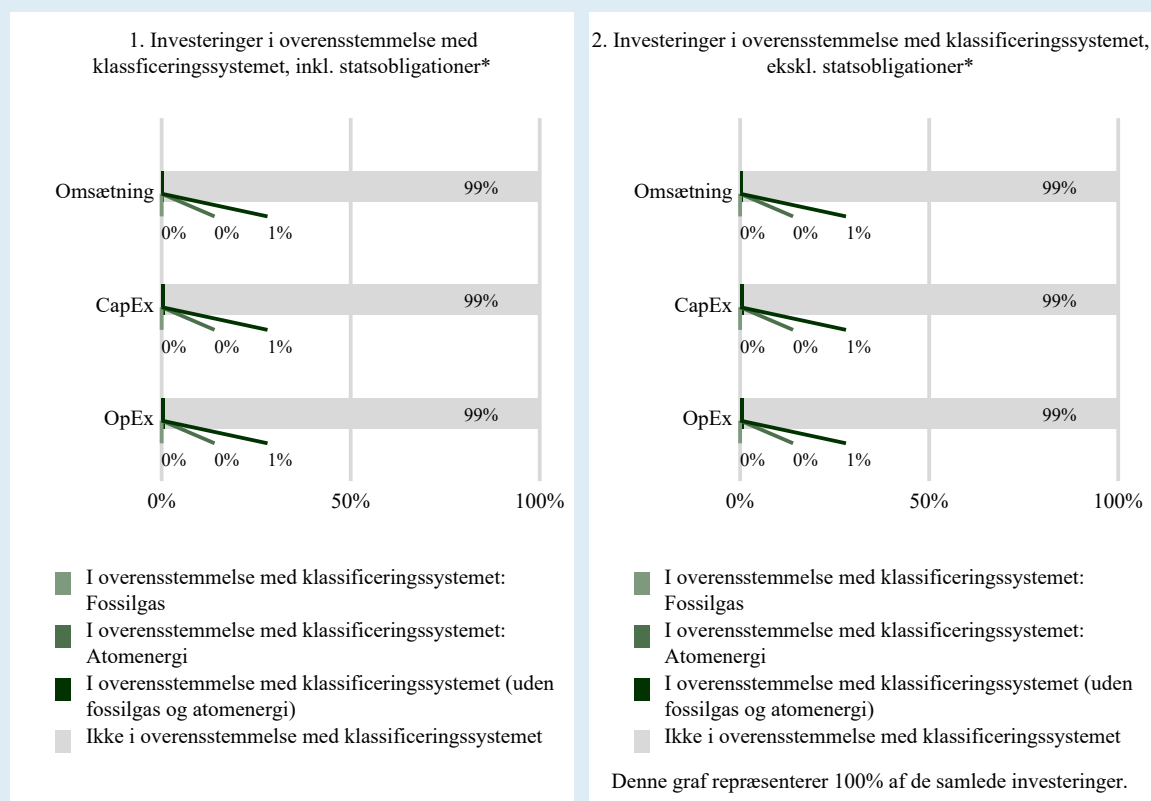 1. Investeringer i overensstemmelse med
klassficeringssystemet, inkl. statsobligationer*
Omsætning
99%
0% 0% 1%
CapEx
99%
0% 0% 1%
OpEx
99%
0% 0% 1%
0% 50% 100%
I overensstemmelse med klassificeringssystemet:
Fossilgas
I overensstemmelse med klassificeringssystemet:
Atomenergi
I overensstemmelse med klassificeringssystemet (uden
fossilgas og atomenergi)
Ikke i overensstemmelse med klassificeringssystemet
2. Investeringer i overensstemmelse med klassificeringssystemet,
ekskl. statsobligationer*
Omsætning
99%
0% 0% 1%
CapEx
99%
0% 0% 1%
OpEx
99%
0% 0% 1%
0% 50% 100%
I overensstemmelse med klassificeringssystemet:
Fossilgas
I overensstemmelse med klassificeringssystemet:
Atomenergi
I overensstemmelse med klassificeringssystemet (uden
fossilgas og atomenergi)
Ikke i overensstemmelse med klassificeringssystemet
Denne graf repræsenterer 100% af de samlede investeringer.